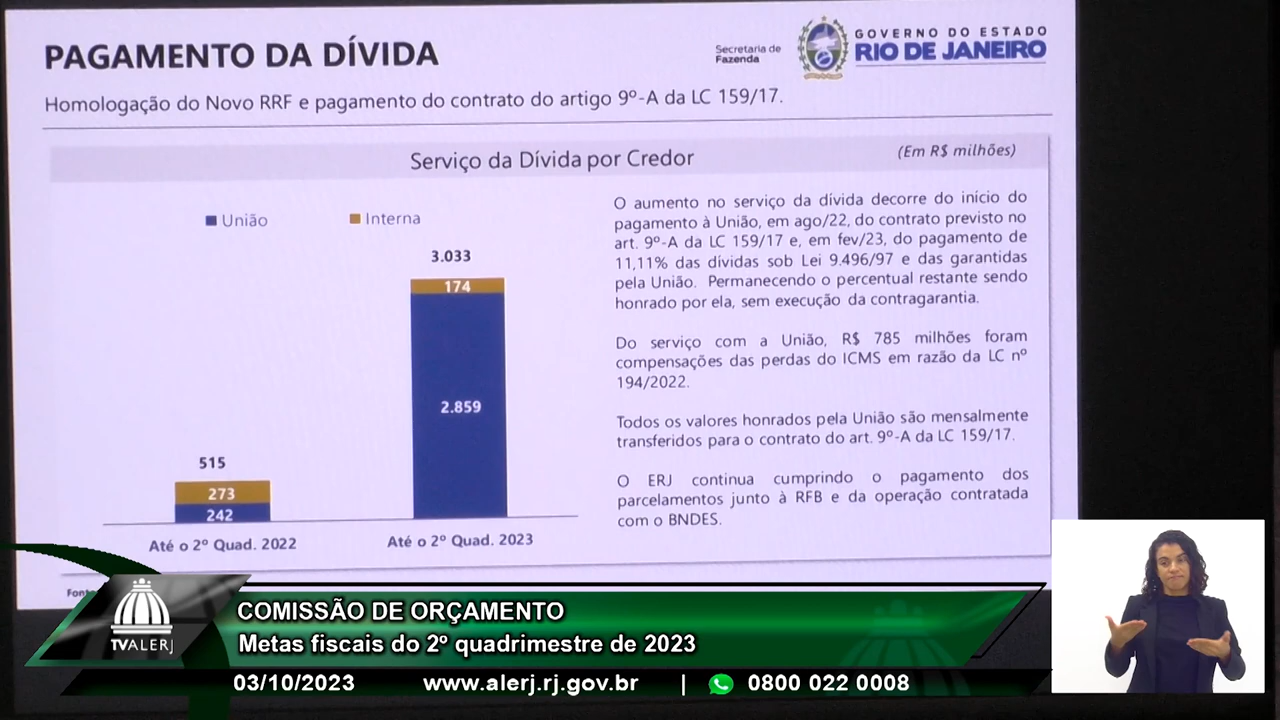 PAGAMENTO DA DÍVIDA
Secretaria de
Fazenda
GOVERNO DO ESTADO
RIO DE JANEIRO
Homologação do Novo RRF e pagamento do contrato do artigo 9º-A da LC 159/17.
Serviço da Dívida por Credor
(Em R$ milhões)
União
Interna
3.033
174
2.859
515
273
242
Até o 2º Quad. 2022
Até o 2º Quad. 2023
O aumento no serviço da dívida decorre do início do
pagamento à União, em ago/22, do contrato previsto no
art. 9º-A da LC 159/17 e, em fev/23, do pagamento de
11,11% das dívidas sob Lei 9.496/97 e das garantidas
pela União. Permanecendo o percentual restante sendo
honrado por ela, sem execução da contragarantia.
Do serviço com a União, R$ 785 milhões foram
compensações das perdas do ICMS em razão da LC nº
194/2022.
Todos os valores honrados pela União são mensalmente
transferidos para o contrato do art. 9º-A da LC 159/17.
O ERJ continua cumprindo o pagamento dos
parcelamentos junto à RFB e da operação contratada
com o BNDES.
TVALERJ
COMISSÃO DE ORÇAMENTO
Metas fiscais do 2º quadrimestre de 2023
03/10/2023
www.alerj.rj.gov.br
|
0800 022 0008